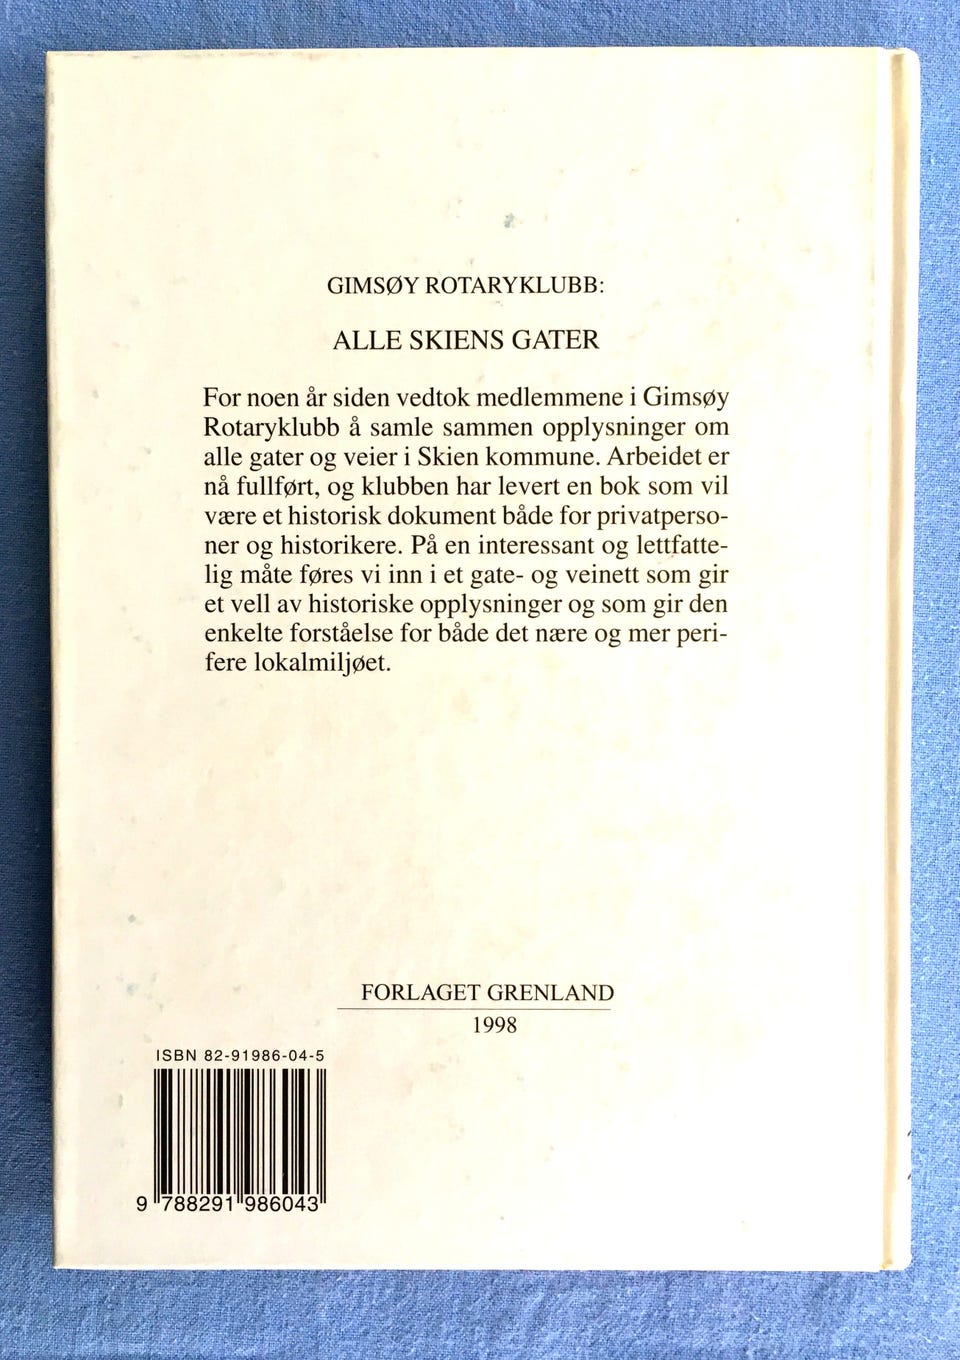 GIMSØY ROTARYKLUBB:
ALLE SKIENS GATER
For noen år siden vedtok medlemmene i Gimsøy
Rotaryklubb å samle sammen opplysninger om
alle gater og veier i Skien kommune. Arbeidet er
nå fullført, og klubben har levert en bok som vil
være et historisk dokument både for privatperso-
ner og historikere. På en interessant og lettfatte-
lig måte føres vi inn i et gate- og veinett som gir
et vell av historiske opplysninger og som gir den
enkelte forståelse for både det nære og mer peri-
fere lokalmiljøet.
FORLAGET GRENLAND
1998
ISBN 82-91986-04-5
9 788291 986043